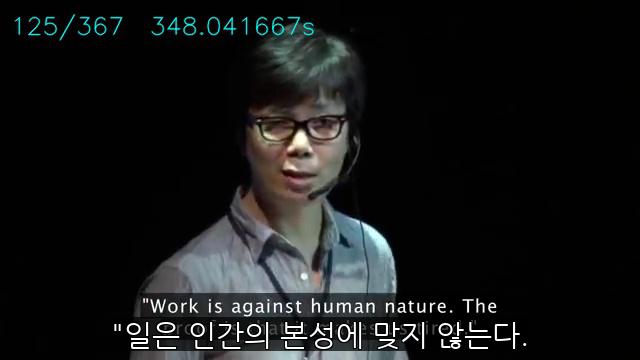 125/367 348.041667s
"Work is against human nature. The
"일은 인간의 본성에 맞지 않는다.